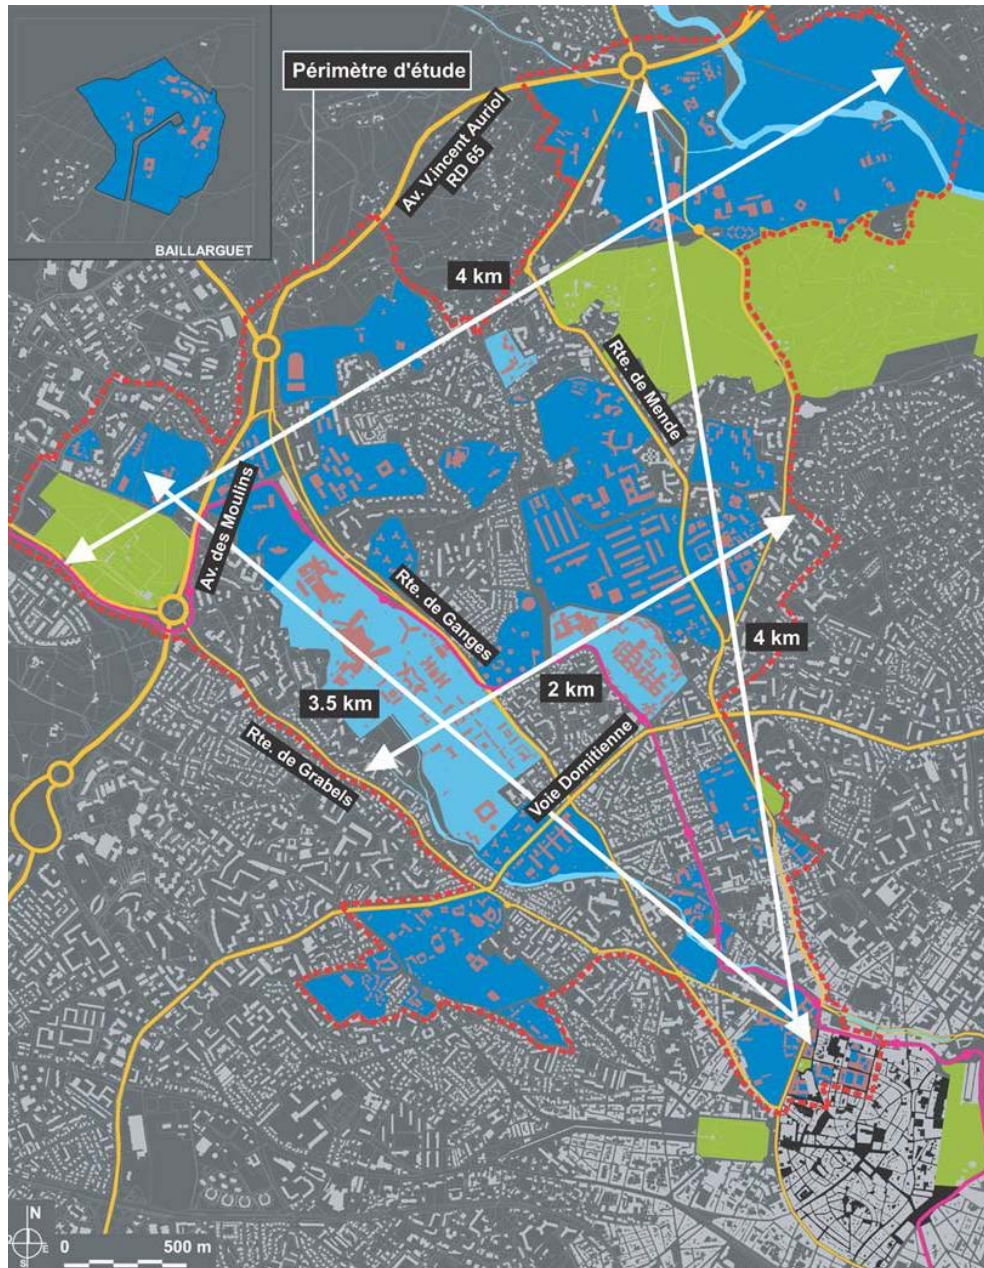 Périmètre d'étude
Av. V.incent Auriol
RD 65
BAILLARGUET
4 km
Rte. de Mende
Av. des Moulins
Rte. de Ganges
4 km
3.5 km
2 km
Rte. de Grabels
Voie Domitienne
N
E
S
0 500 m